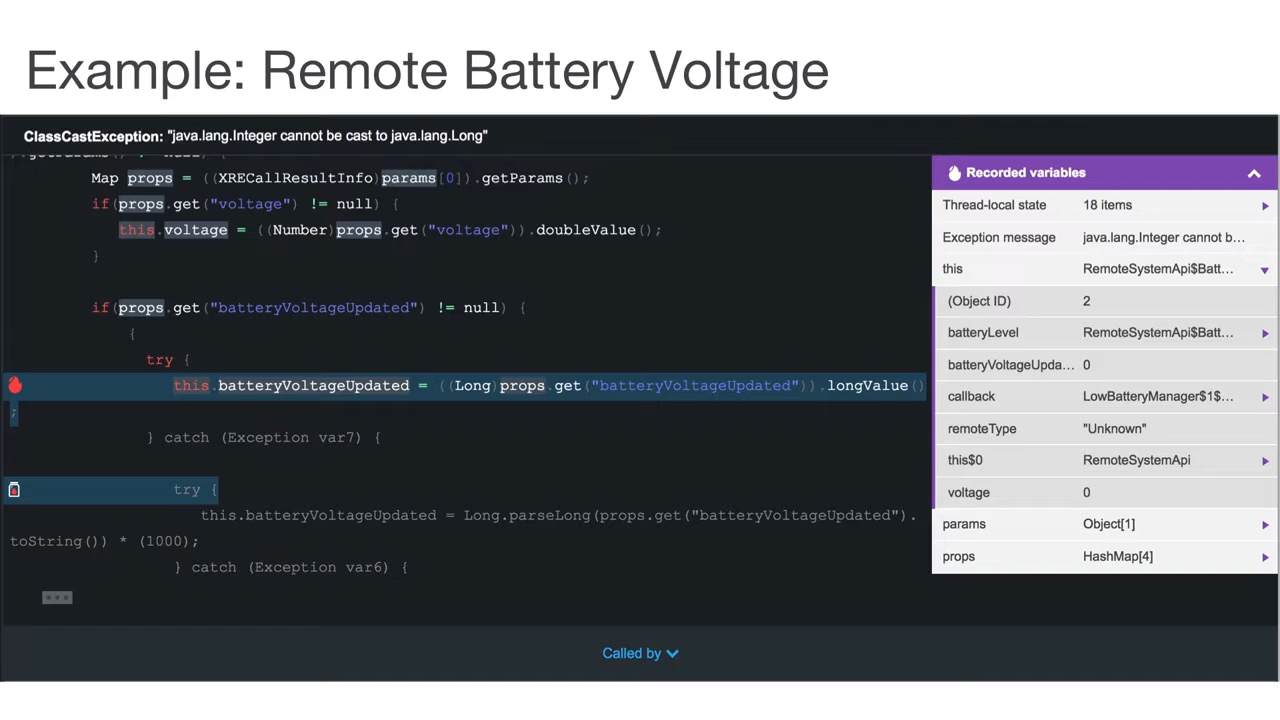 Example: Remote Battery Voltage
ClassCastException: "java.lang.Integer cannot be cast to java.lang.Long"
Map props = ((XRECallResultInfo)params[0]).getParams();
if(props.get("voltage") != null) {
this.voltage = ((Number)props.get("voltage")).doubleValue();
}
if(props.get("batteryVoltageUpdated") != null) {
{
try {
this.batteryVoltageUpdated = ((Long)props.get("batteryVoltageUpdated")).longValue()
;
} catch (Exception var7) {
try {
this.batteryVoltageUpdated = Long.parseLong(props.get("batteryVoltageUpdated").
toString()) * (1000);
} catch (Exception var6) {
Called by
Recorded variables
Thread-local state 18 items
Exception message java.lang.Integer cannot b...
this RemoteSystemApi$Batt...
(Object ID) 2
batteryLevel RemoteSystemApi$Batt...
batteryVoltageUpda... 0
callback LowBatteryManager$1$...
remoteType "Unknown"
this$0 RemoteSystemApi
voltage 0
params Object[1]
props HashMap[4]